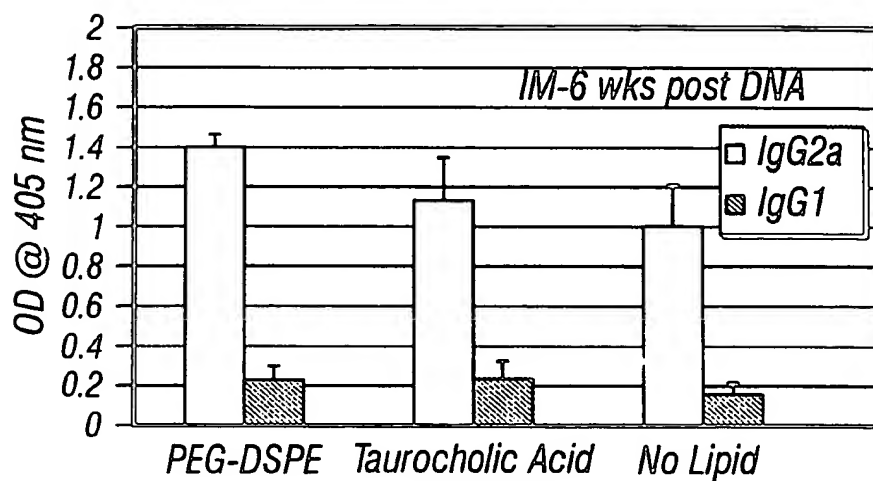 2
1.8
1.6
1.4
1.2
1
0.8
0.6
0.4
0.2
0
OD @ 405 nm
IM-6 wks post DNA
IgG2a
IgG1
PEG-DSPE Taurocholic Acid No Lipid